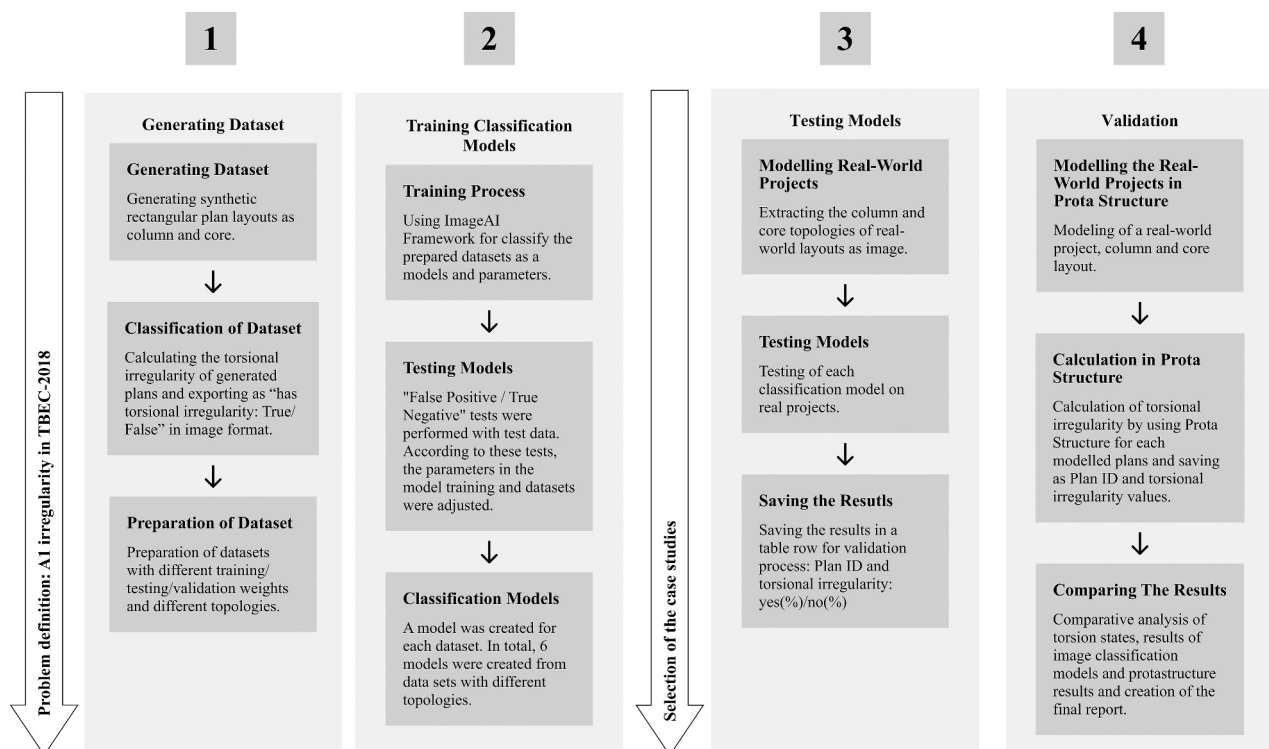 1
Problem definition: A1 irregularity in TBEC-2018
Generating Dataset
Generating Dataset
Generating synthetic
rectangular plan layouts as
column and core.
Classification of Dataset
Calculating the torsional
irregularity of generated
plans and exporting as “has
torsional irregularity: True/
False” in image format.
Preparation of Dataset
Preparation of datasets
with different training/
testing/validation weights
and different topologies.
2
Training Classification
Models
Training Process
Using ImageAI
Framework for classify the
prepared datasets as a
models and parameters.
Testing Models
"False Positive / True
Negative" tests were
performed with test data.
According to these tests,
the parameters in the
model training and datasets
were adjusted.
Classification Models
A model was created for
each dataset. In total, 6
models were created from
data sets with different
topologies.
Selection of the case studies
3
Testing Models
Modelling Real-World
Projects
Extracting the column and
core topologies of real-
world layouts as image.
Testing Models
Testing of each
classification model on
real projects.
Saving the Resutls
Saving the results in a
table row for validation
process: Plan ID and
torsional irregularity:
yes(%)/no(%)
4
Validation
Modelling the Real-
World Projects in
Prota Structure
Modeling of a real-world
project, column and core
layout.
Calculation in Prota
Structure
Calculation of torsional
irregularity by using Prota
Structure for each
modelled plans and saving
as Plan ID and torsional
irregularity values.
Comparing The Results
Comparative analysis of
torsion states, results of
image classification
models and protastructure
results and creation of the
final report.